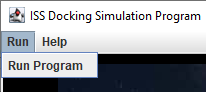 ISS Docking Simulation Program
Run Help
Run Program